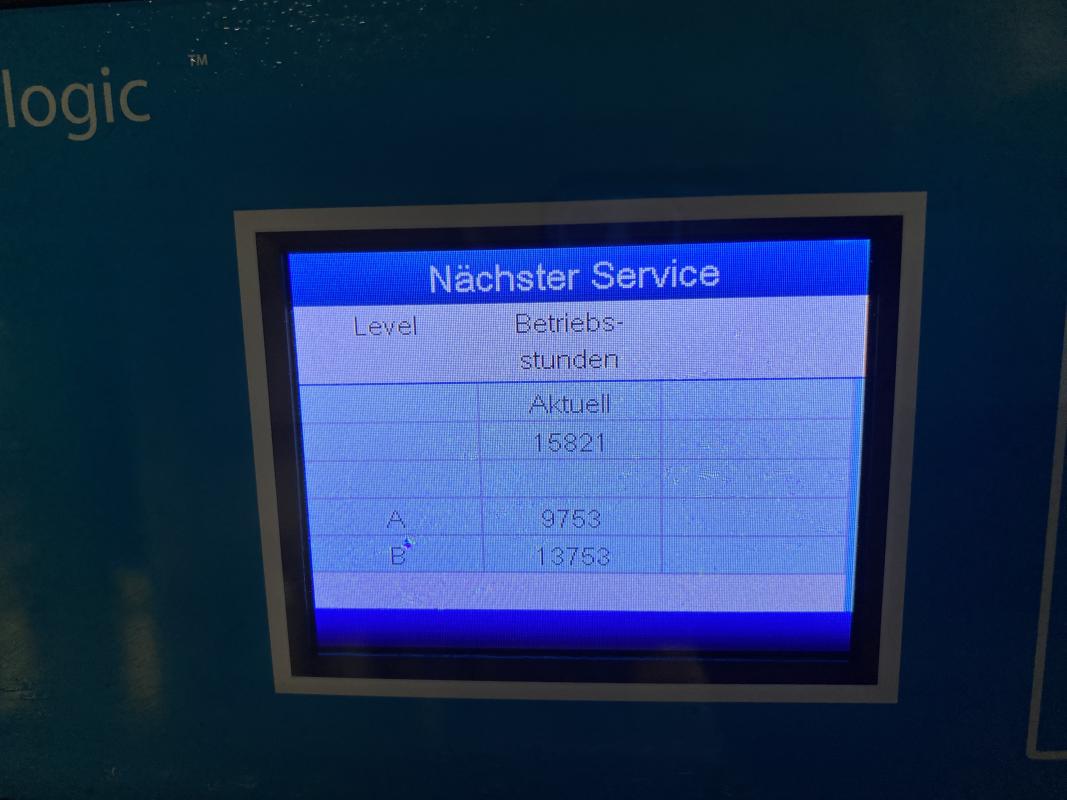 logic ™
Nächster Service
Level Betriebs-
stunden
Aktuell
15821
A 9753
B 13753